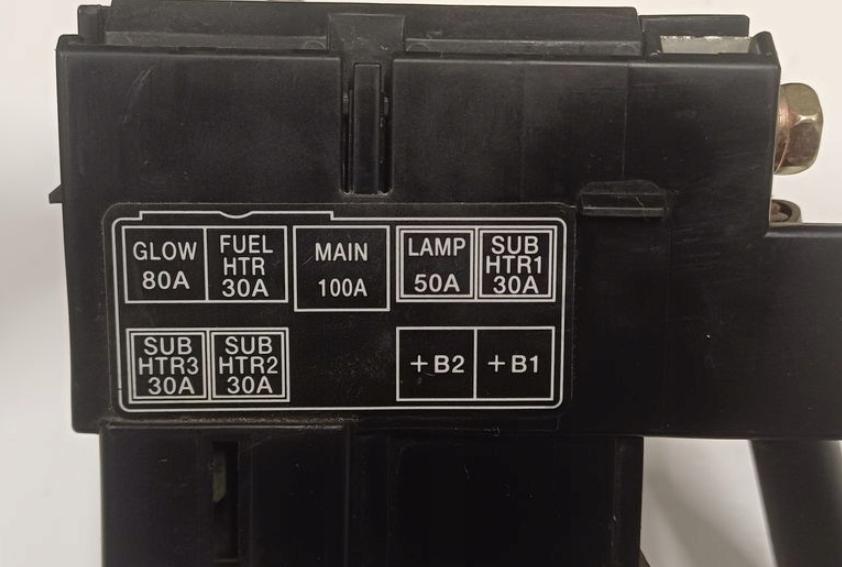 GLOW
80A
FUEL
HTR
30A
MAIN
100A
LAMP
50A
SUB
HTR1
30A
SUB
HTR3
30A
SUB
HTR2
30A
+B2
+B1